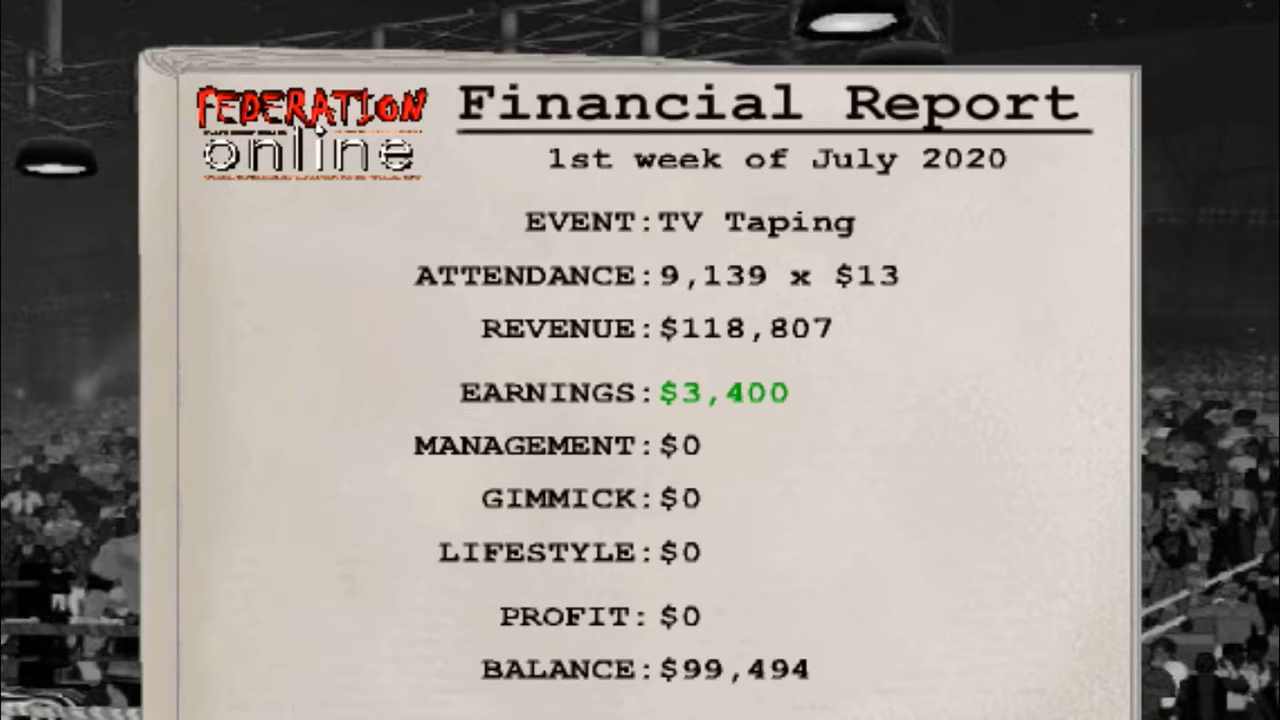 FEDERATION
online
Financial Report
1st week of July 2020
EVENT: TV Taping
ATTENDANCE: 9,139 x $13
REVENUE: $118,807
EARNINGS: $3,400
MANAGEMENT: $0
GIMMICK: $0
LIFESTYLE: $0
PROFIT: $0
BALANCE: $99,494